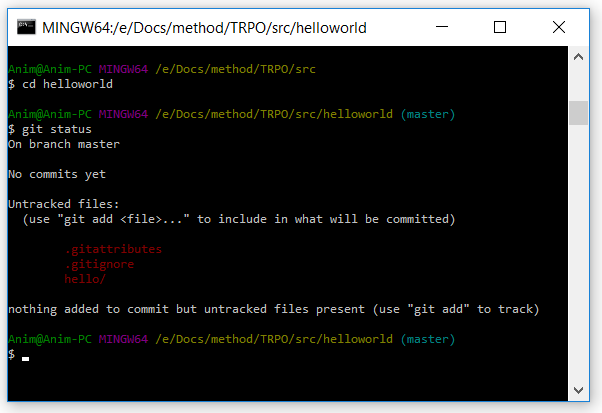 MINGW64:/e/Docs/method/TRPO/src/helloworld
Anim@Anim-PC MINGW64 /e/Docs/method/TRPO/src
$ cd helloworld
Anim@Anim-PC MINGW64 /e/Docs/method/TRPO/src/helloworld (master)
$ git status
On branch master
No commits yet
Untracked files:
(use "git add <file>..." to include in what will be committed)
.gitattributes
.gitignore
hello/
nothing added to commit but untracked files present (use "git add" to track)
Anim@Anim-PC MINGW64 /e/Docs/method/TRPO/src/helloworld (master)
$